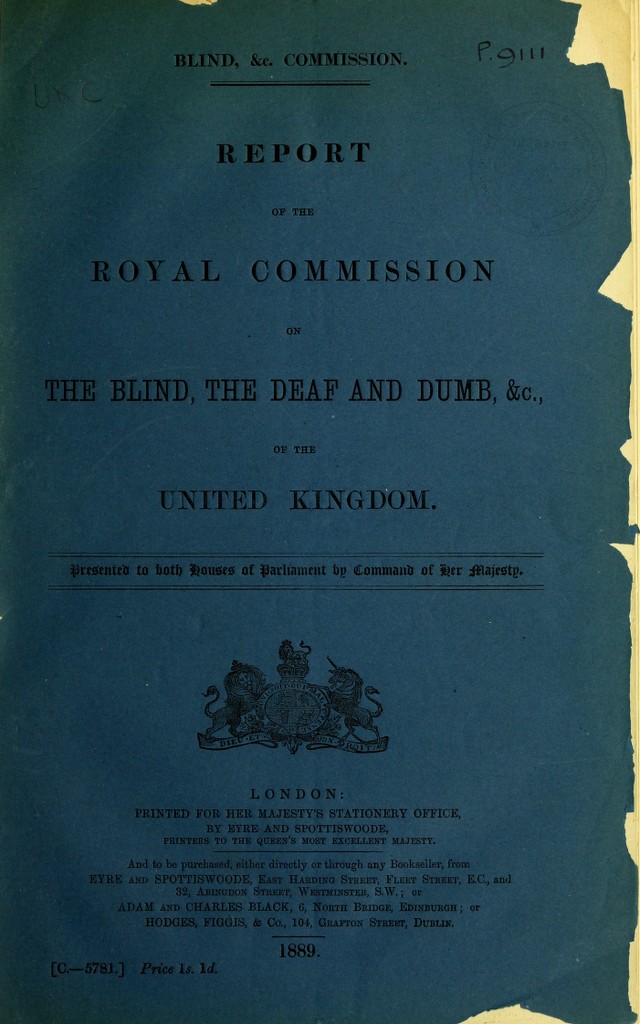 BLIND, &c. COMMISSION.
P.9111
REPORT
OF THE
ROYAL COMMISSION
ON
THE BLIND, THE DEAF AND DUMB, &c.,
OF THE
UNITED KINGDOM.
Presented to both Houses of Parliament by Command of Her Majesty.
DIEU ET MON DROIT
LONDON:
PRINTED FOR HER MAJESTY'S STATIONERY OFFICE,
BY EYRE AND SPOTTISWOODE,
PRINTERS TO THE QUEEN'S MOST EXCELLENT MAJESTY.
And to be purchased, either directly or through any Bookseller, from
EYRE AND SPOTTISWOODE, EAST HARDING STREET, FLEET STREET, E.C., and
32, ABINGDON STREET, WESTMINSTER, S.W.; or
ADAM AND CHARLES BLACK, 6, NORTH BRIDGE, EDINBURGH; or
HODGES, FIGGIS, & Co., 104, GRAFTON STREET, DUBLIN.
1889.
[C.—5781.] Price 1s. 1d.